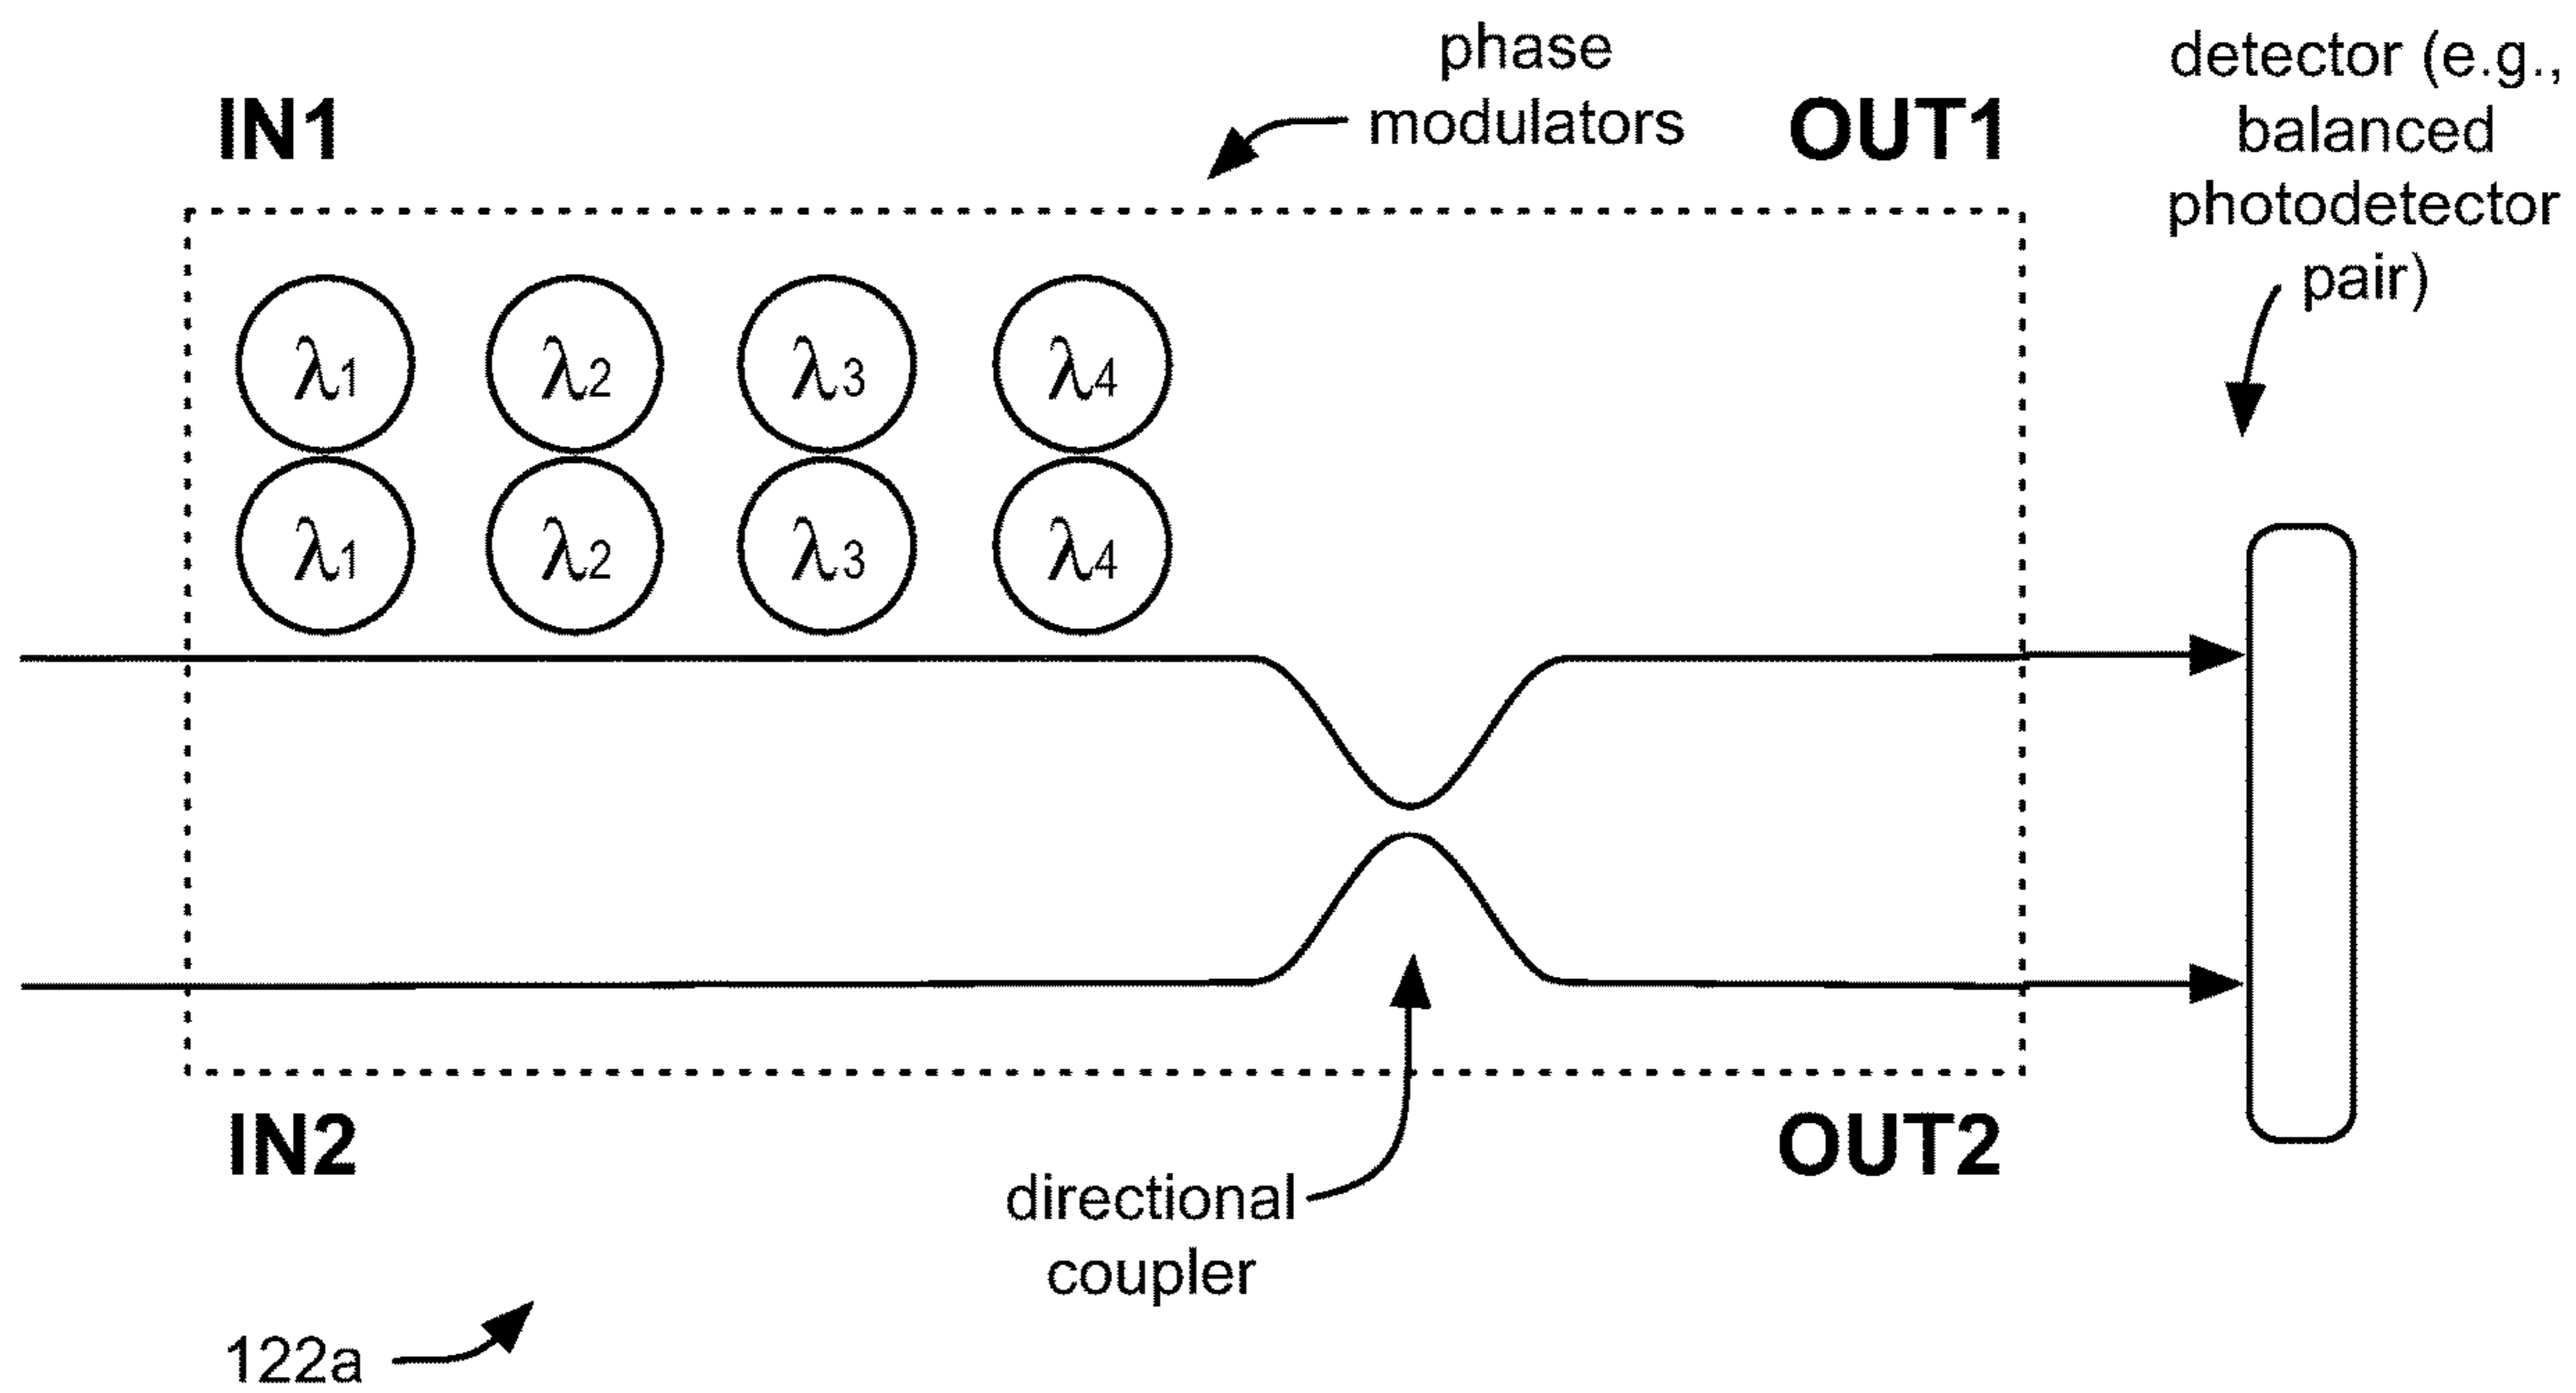 phase
modulators
detector (e.g.,
balanced
photodetector
pair)
IN1
OUT1
λ1 λ2 λ3 λ4
λ1 λ2 λ3 λ4
IN2
OUT2
directional
coupler
122a